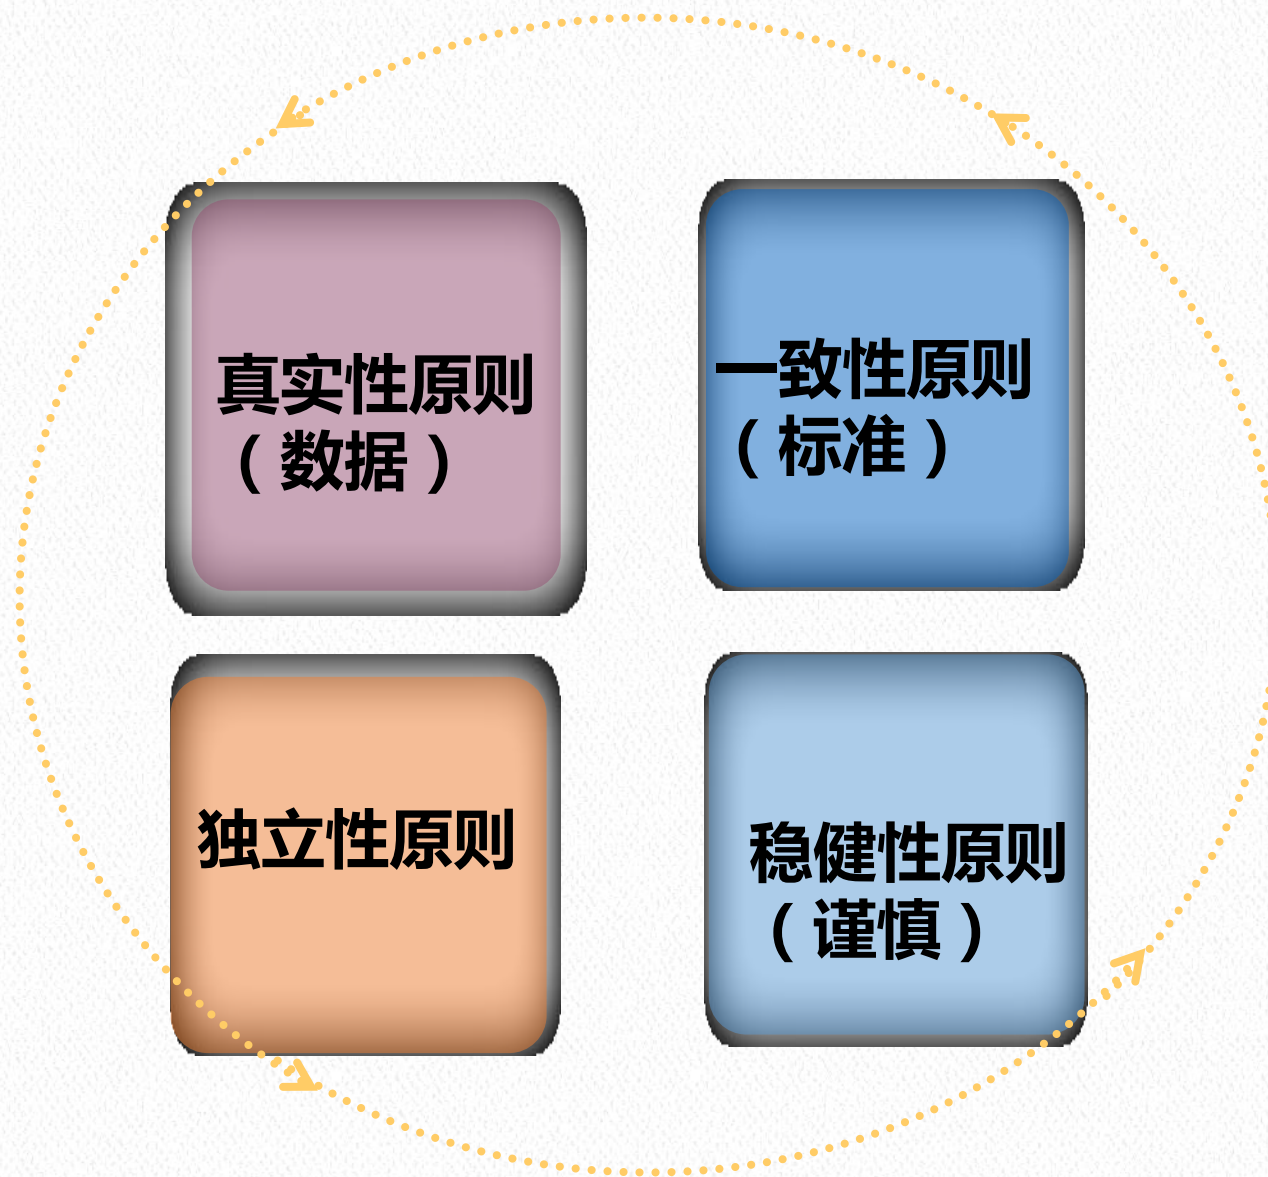 真实性原则
（数据）
一致性原则
（标准）
独立性原则
稳健性原则
（谨慎）